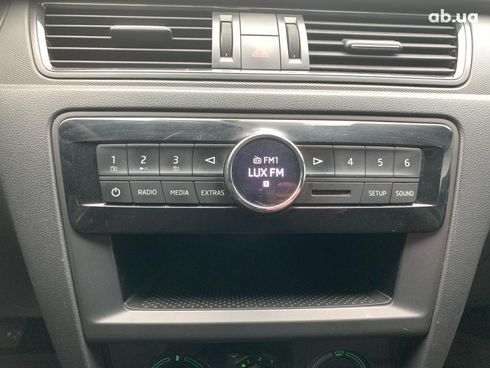 ab.ua
1 2 3 FM1 4 5 6
LUX FM
RADIO MEDIA EXTRAS SETUP SOUND